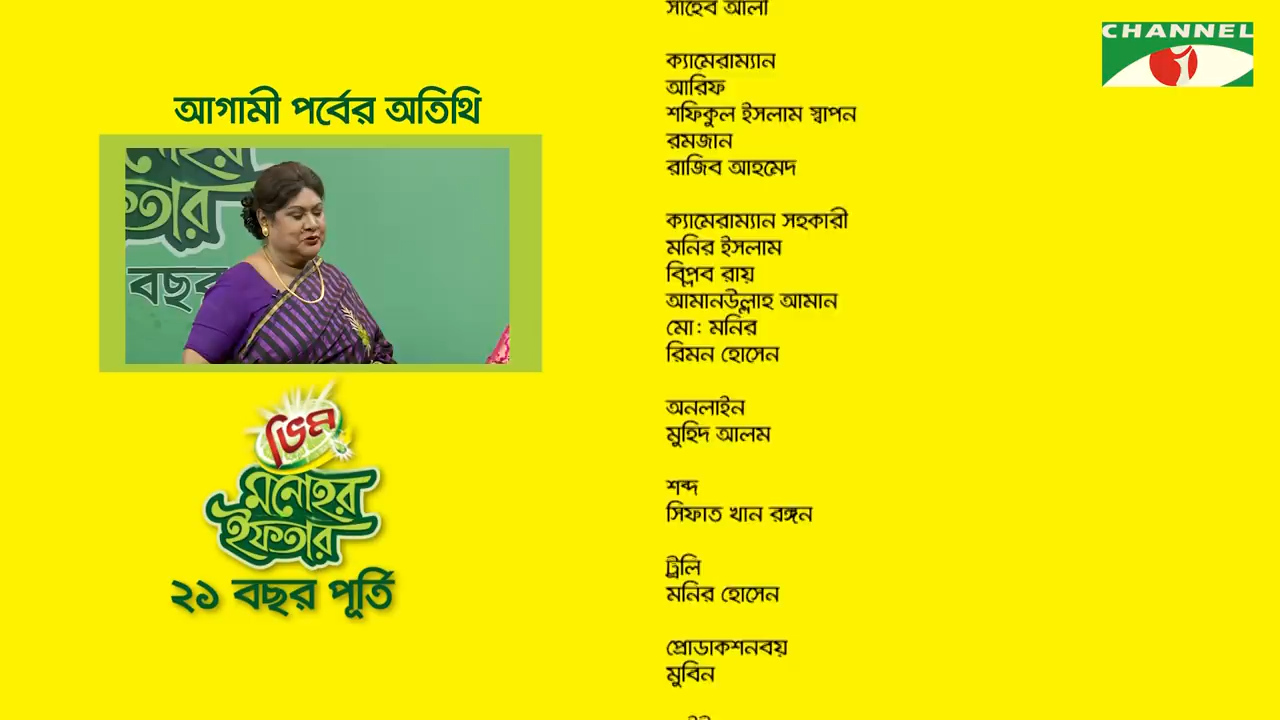 আগামী পর্বের অতিথি
ভিম
মনোহর
ইফতার
২১ বছর পূর্তি
সাহেব আলী
ক্যামেরাম্যান
আরিফ
শফিকুল ইসলাম স্বাপন
রমজান
রাজিব আহমেদ
ক্যামেরাম্যান সহকারী
মনির ইসলাম
বিপ্লব রায়
আমানউল্লাহ আমান
মো: মনির
রিমন হোসেন
অনলাইন
মুহিদ আলম
শব্দ
সিফাত খান রঙ্গন
ট্রলি
মনির হোসেন
প্রোডাকশনবয়
মুবিন
CHANNEL